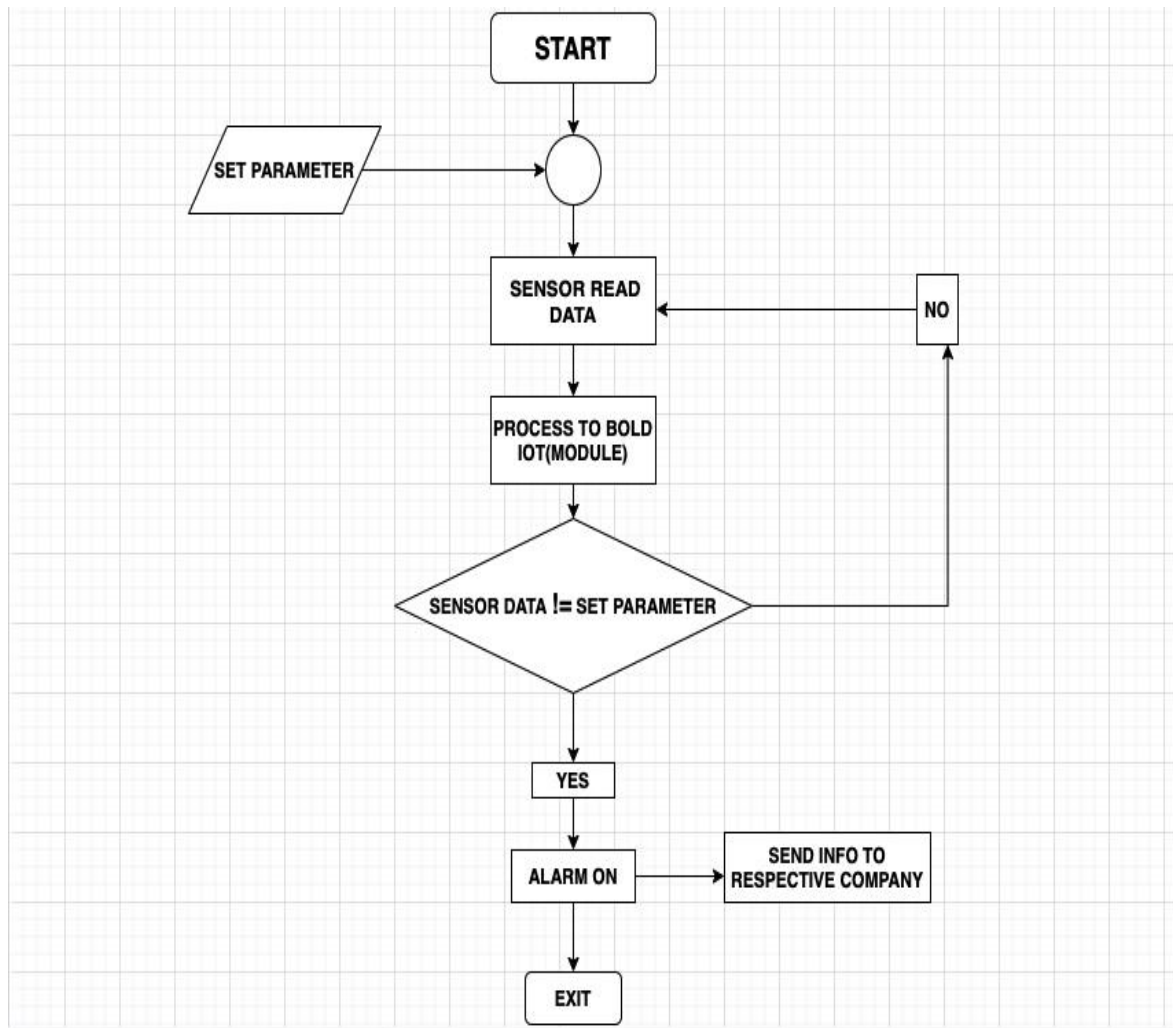 START
SET PARAMETER
SENSOR READ
DATA
NO
PROCESS TO BOLD
IOT(MODULE)
SENSOR DATA != SET PARAMETER
YES
ALARM ON
SEND INFO TO
RESPECTIVE COMPANY
EXIT